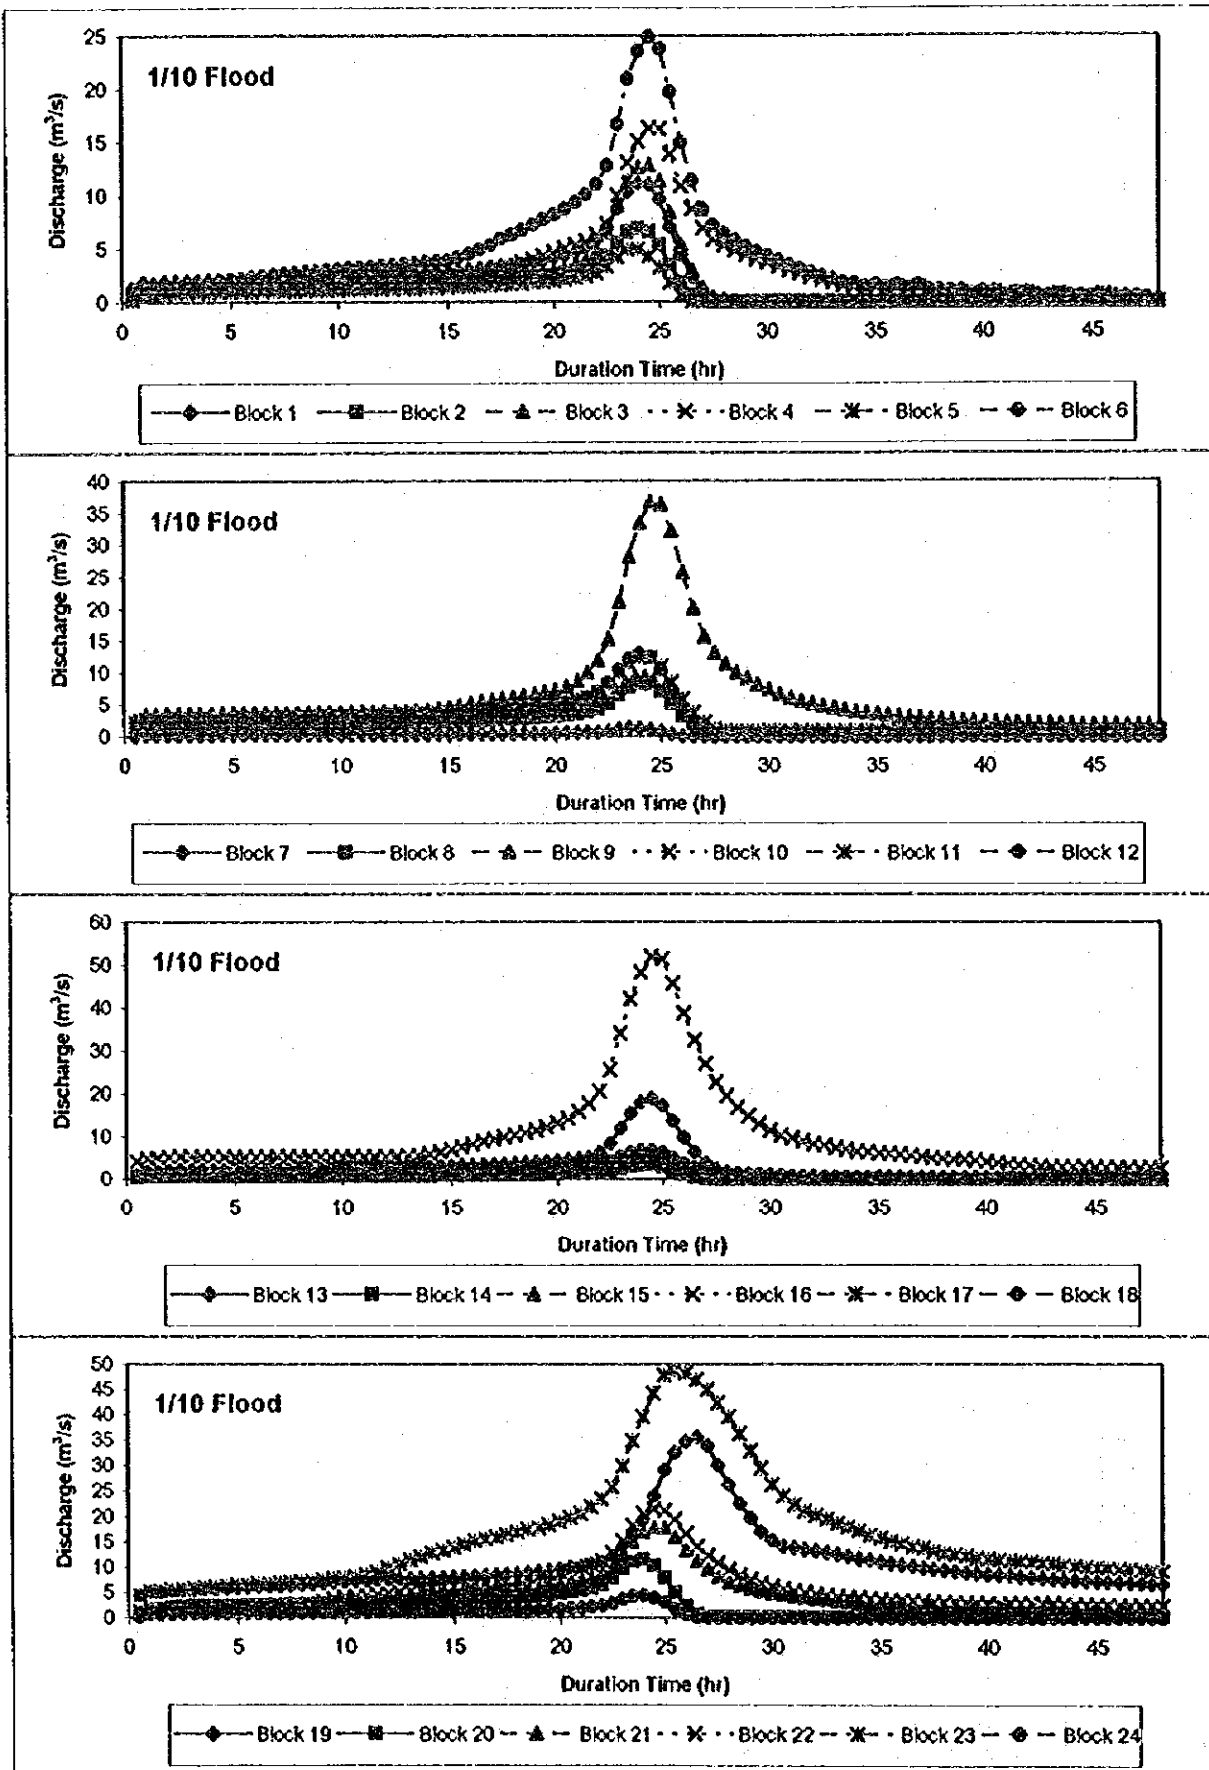 25
20
15
10
5
0
Discharge (m³/s)
1/10 Flood
0 5 10 15 20 25 30 35 40 45
Duration Time (hr)
Block 1 Block 2 Block 3 Block 4 Block 5 Block 6
40
35
30
25
20
15
10
5
0
Discharge (m³/s)
1/10 Flood
0 5 10 15 20 25 30 35 40 45
Duration Time (hr)
Block 7 Block 8 Block 9 Block 10 Block 11 Block 12
60
50
40
30
20
10
0
Discharge (m³/s)
1/10 Flood
0 5 10 15 20 25 30 35 40 45
Duration Time (hr)
Block 13 Block 14 Block 15 Block 16 Block 17 Block 18
50
45
40
35
30
25
20
15
10
5
0
Discharge (m³/s)
1/10 Flood
0 5 10 15 20 25 30 35 40 45
Duration Time (hr)
Block 19 Block 20 Block 21 Block 22 Block 23 Block 24